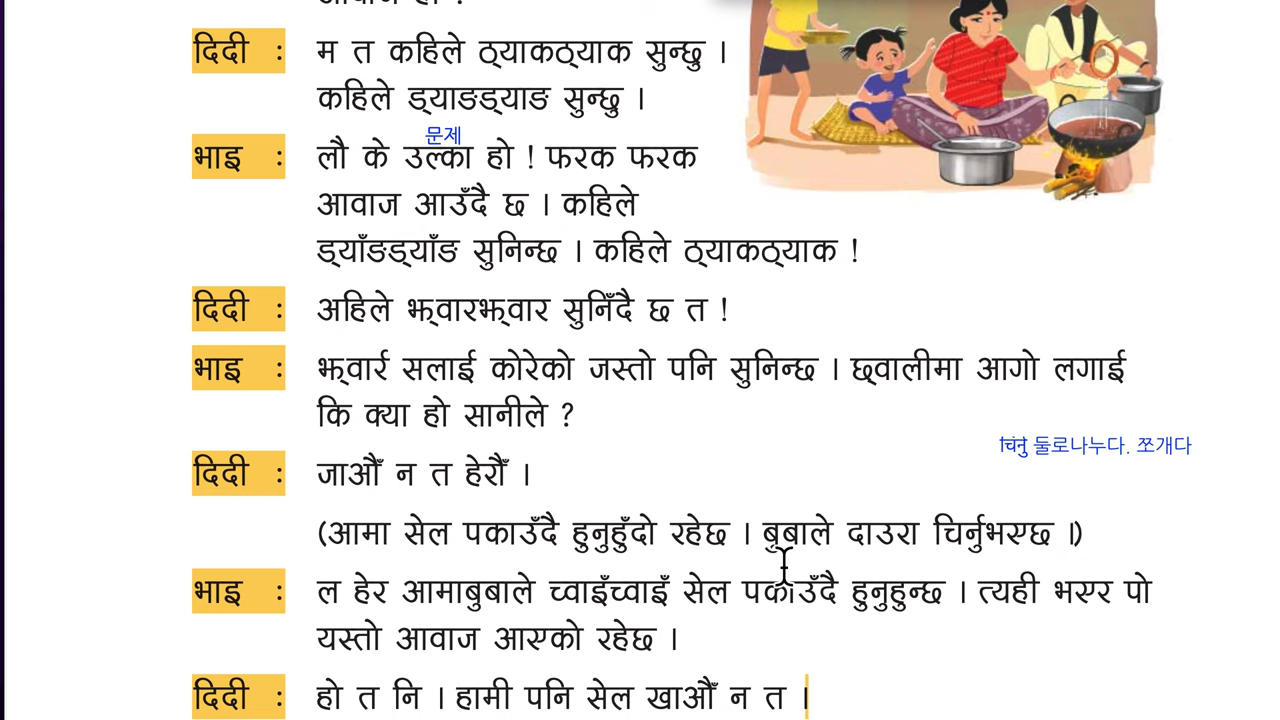 आवाज हो ?
दिदी : म त कहिले ठ्याकठ्याक सुन्छु ।
कहिले ड्याङड्याङ सुन्छु ।
문제
भाइ : लौ के उल्का हो ! फरक फरक
आवाज आउँदै छ । कहिले
ड्याँङड्याँङ सुनिन्छ । कहिले ठ्याकठ्याक !
दिदी : अहिले झ्वारझ्वार सुनिँदै छ त !
भाइ : झ्वार्र सलाई कोरेको जस्तो पनि सुनिन्छ । छ्वालीमा आगो लगाई
कि क्या हो सानीले ?
चिर्नु 둘로나누다. 쪼개다
दिदी : जाऔँ न त हेरौँ ।
(आमा सेल पकाउँदै हुनुहुँदो रहेछ । बुबाले दाउरा चिर्नुभएछ ।)
भाइ : ल हेर आमाबुबाले च्वाइँच्वाइँ सेल पकाउँदै हुनुहुन्छ । त्यही भएर पो
यस्तो आवाज आएको रहेछ ।
दिदी : हो त नि । हामी पनि सेल खाऔँ न त ।